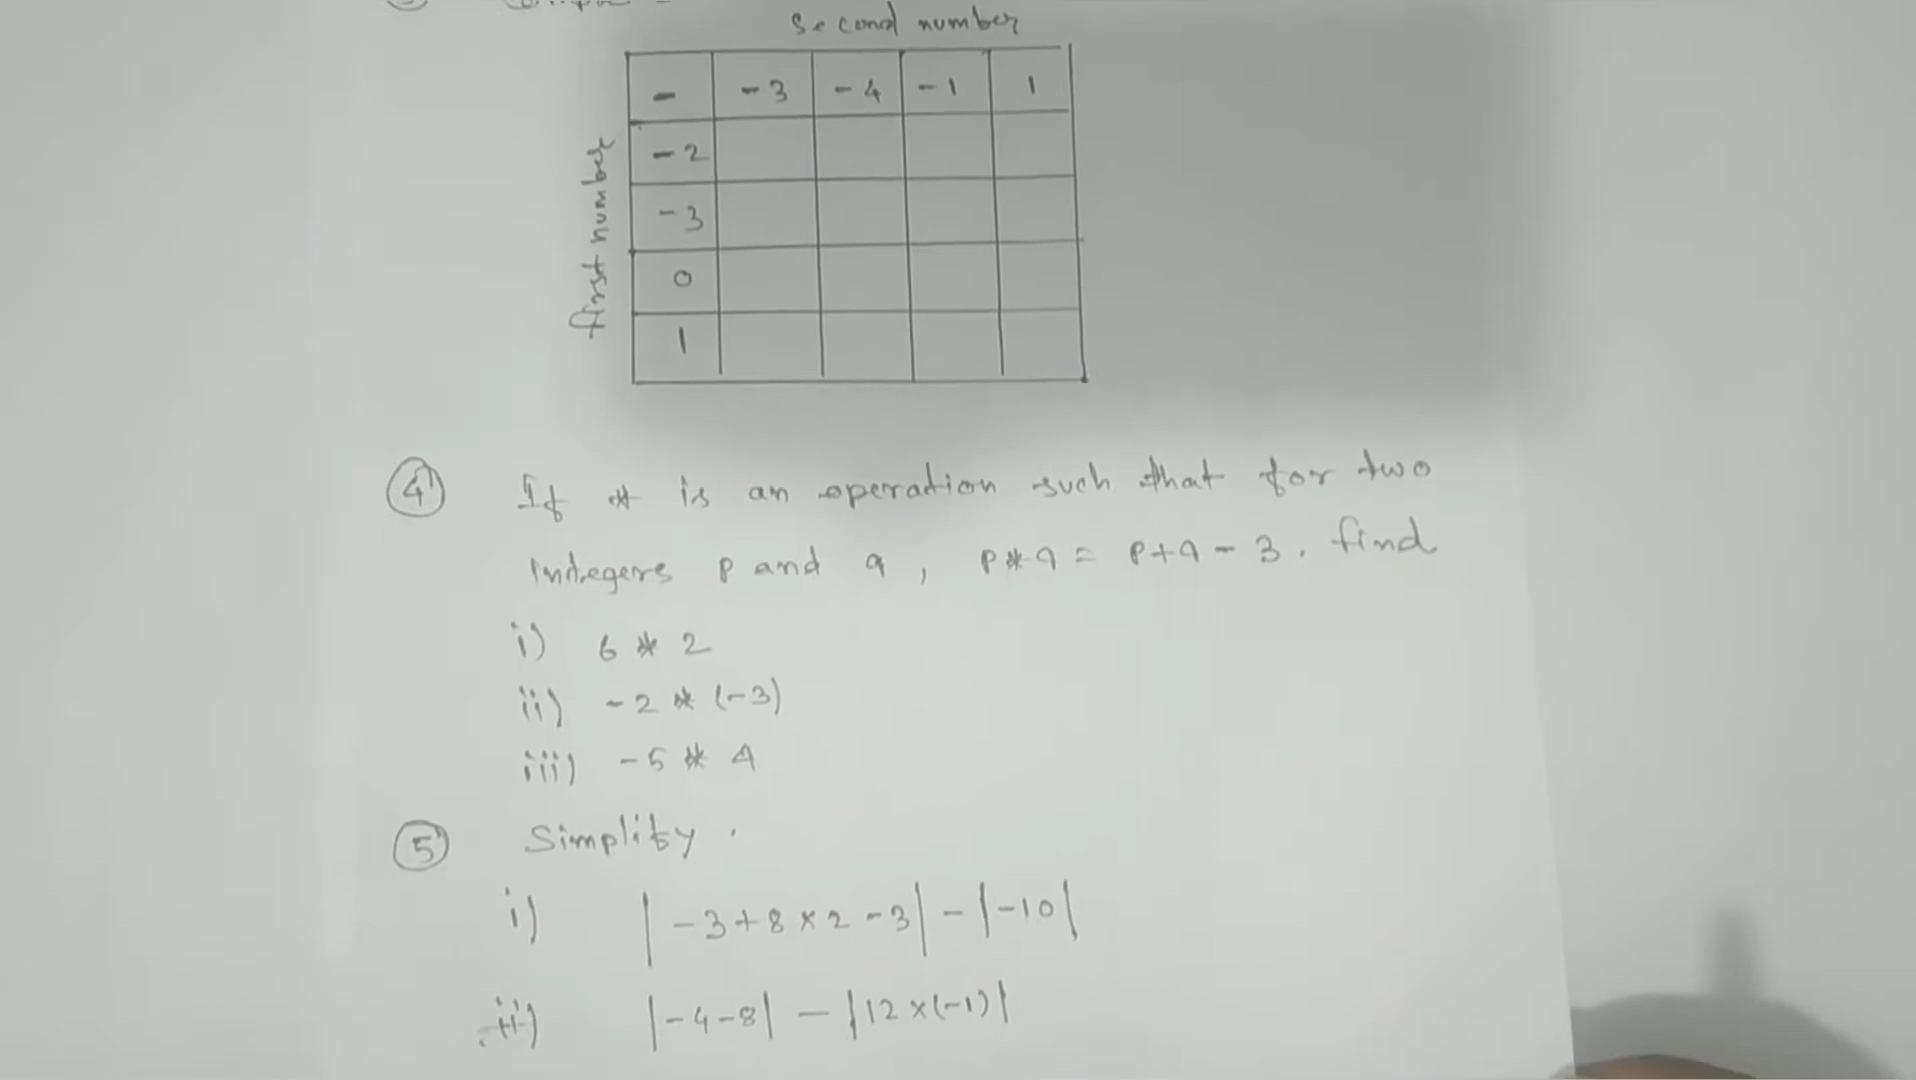 second number
- -3 -4 -1 1
-2
-3
0
1
first number
4 If * is an operation such that for two
integers p and q, p*q = p+q-3. find
i) 6 * 2
ii) -2 * (-3)
iii) -5 * 4
5 Simplify.
i) |-3+8×2-3|-|-10|
ii) |-4-8| - |12×(-1)|